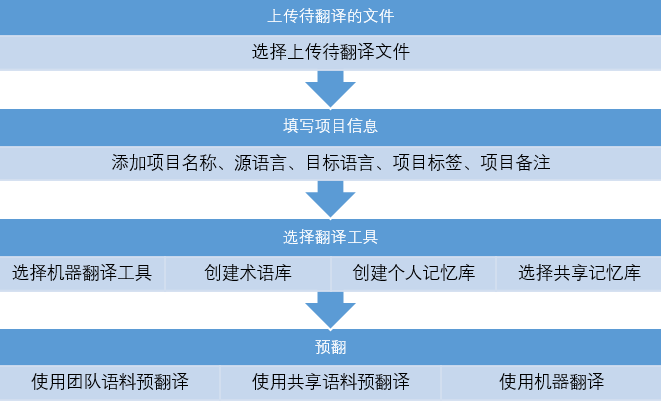 上传待翻译的文件
选择上传待翻译文件
填写项目信息
添加项目名称、源语言、目标语言、项目标签、项目备注
选择翻译工具
选择机器翻译工具 创建术语库 创建个人记忆库 选择共享记忆库
预翻
使用团队语料预翻译 使用共享语料预翻译 使用机器翻译